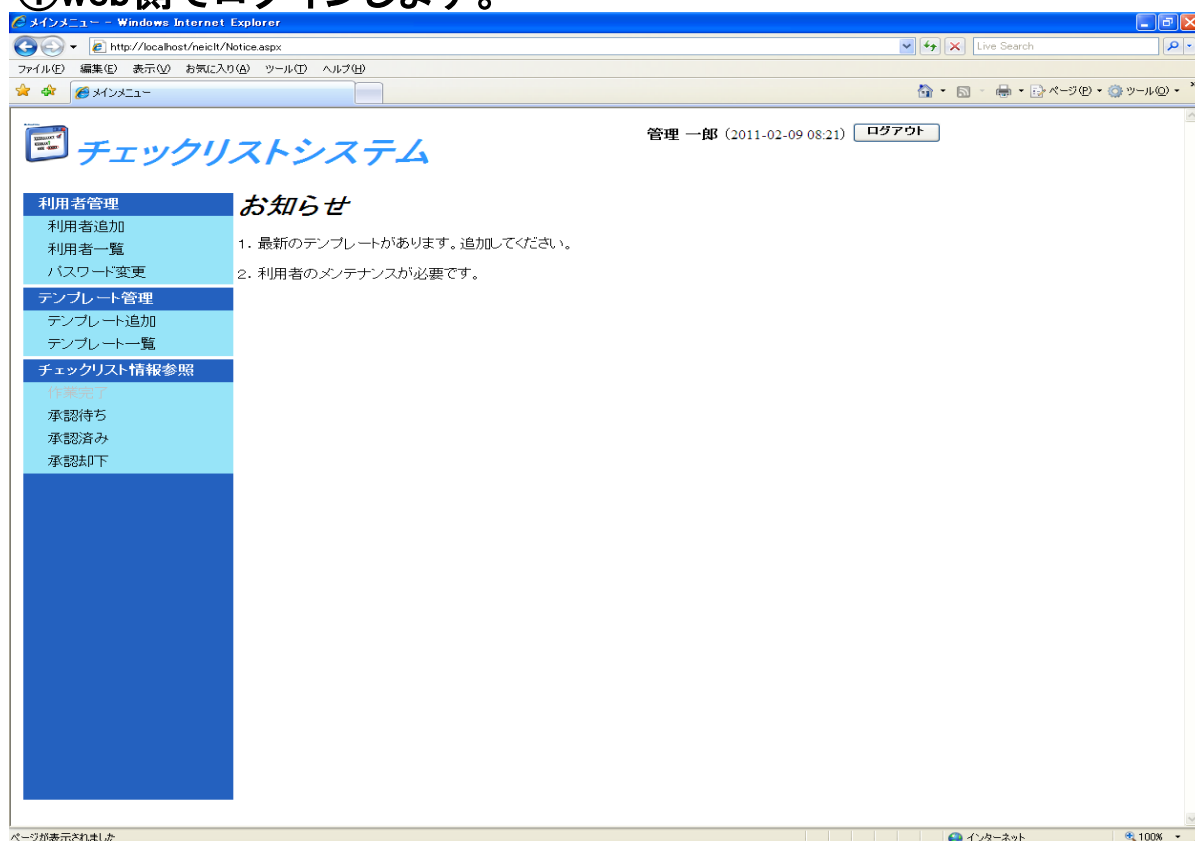 ①web側でログインします。
メインメニュー - Windows Internet Explorer
http://localhost/neiclt/Notice.aspx
Live Search
ファイル(F) 編集(E) 表示(V) お気に入り(A) ツール(T) ヘルプ(H)
メインメニュー
ページ(P) ツール(O)
チェックリストシステム
管理 一郎 (2011-02-09 08:21) ログアウト
利用者管理
利用者追加
利用者一覧
パスワード変更
テンプレート管理
テンプレート追加
テンプレート一覧
チェックリスト情報参照
作業完了
承認待ち
承認済み
承認却下
お知らせ
1. 最新のテンプレートがあります。追加してください。
2. 利用者のメンテナンスが必要です。
ページが表示されました
インターネット
100%